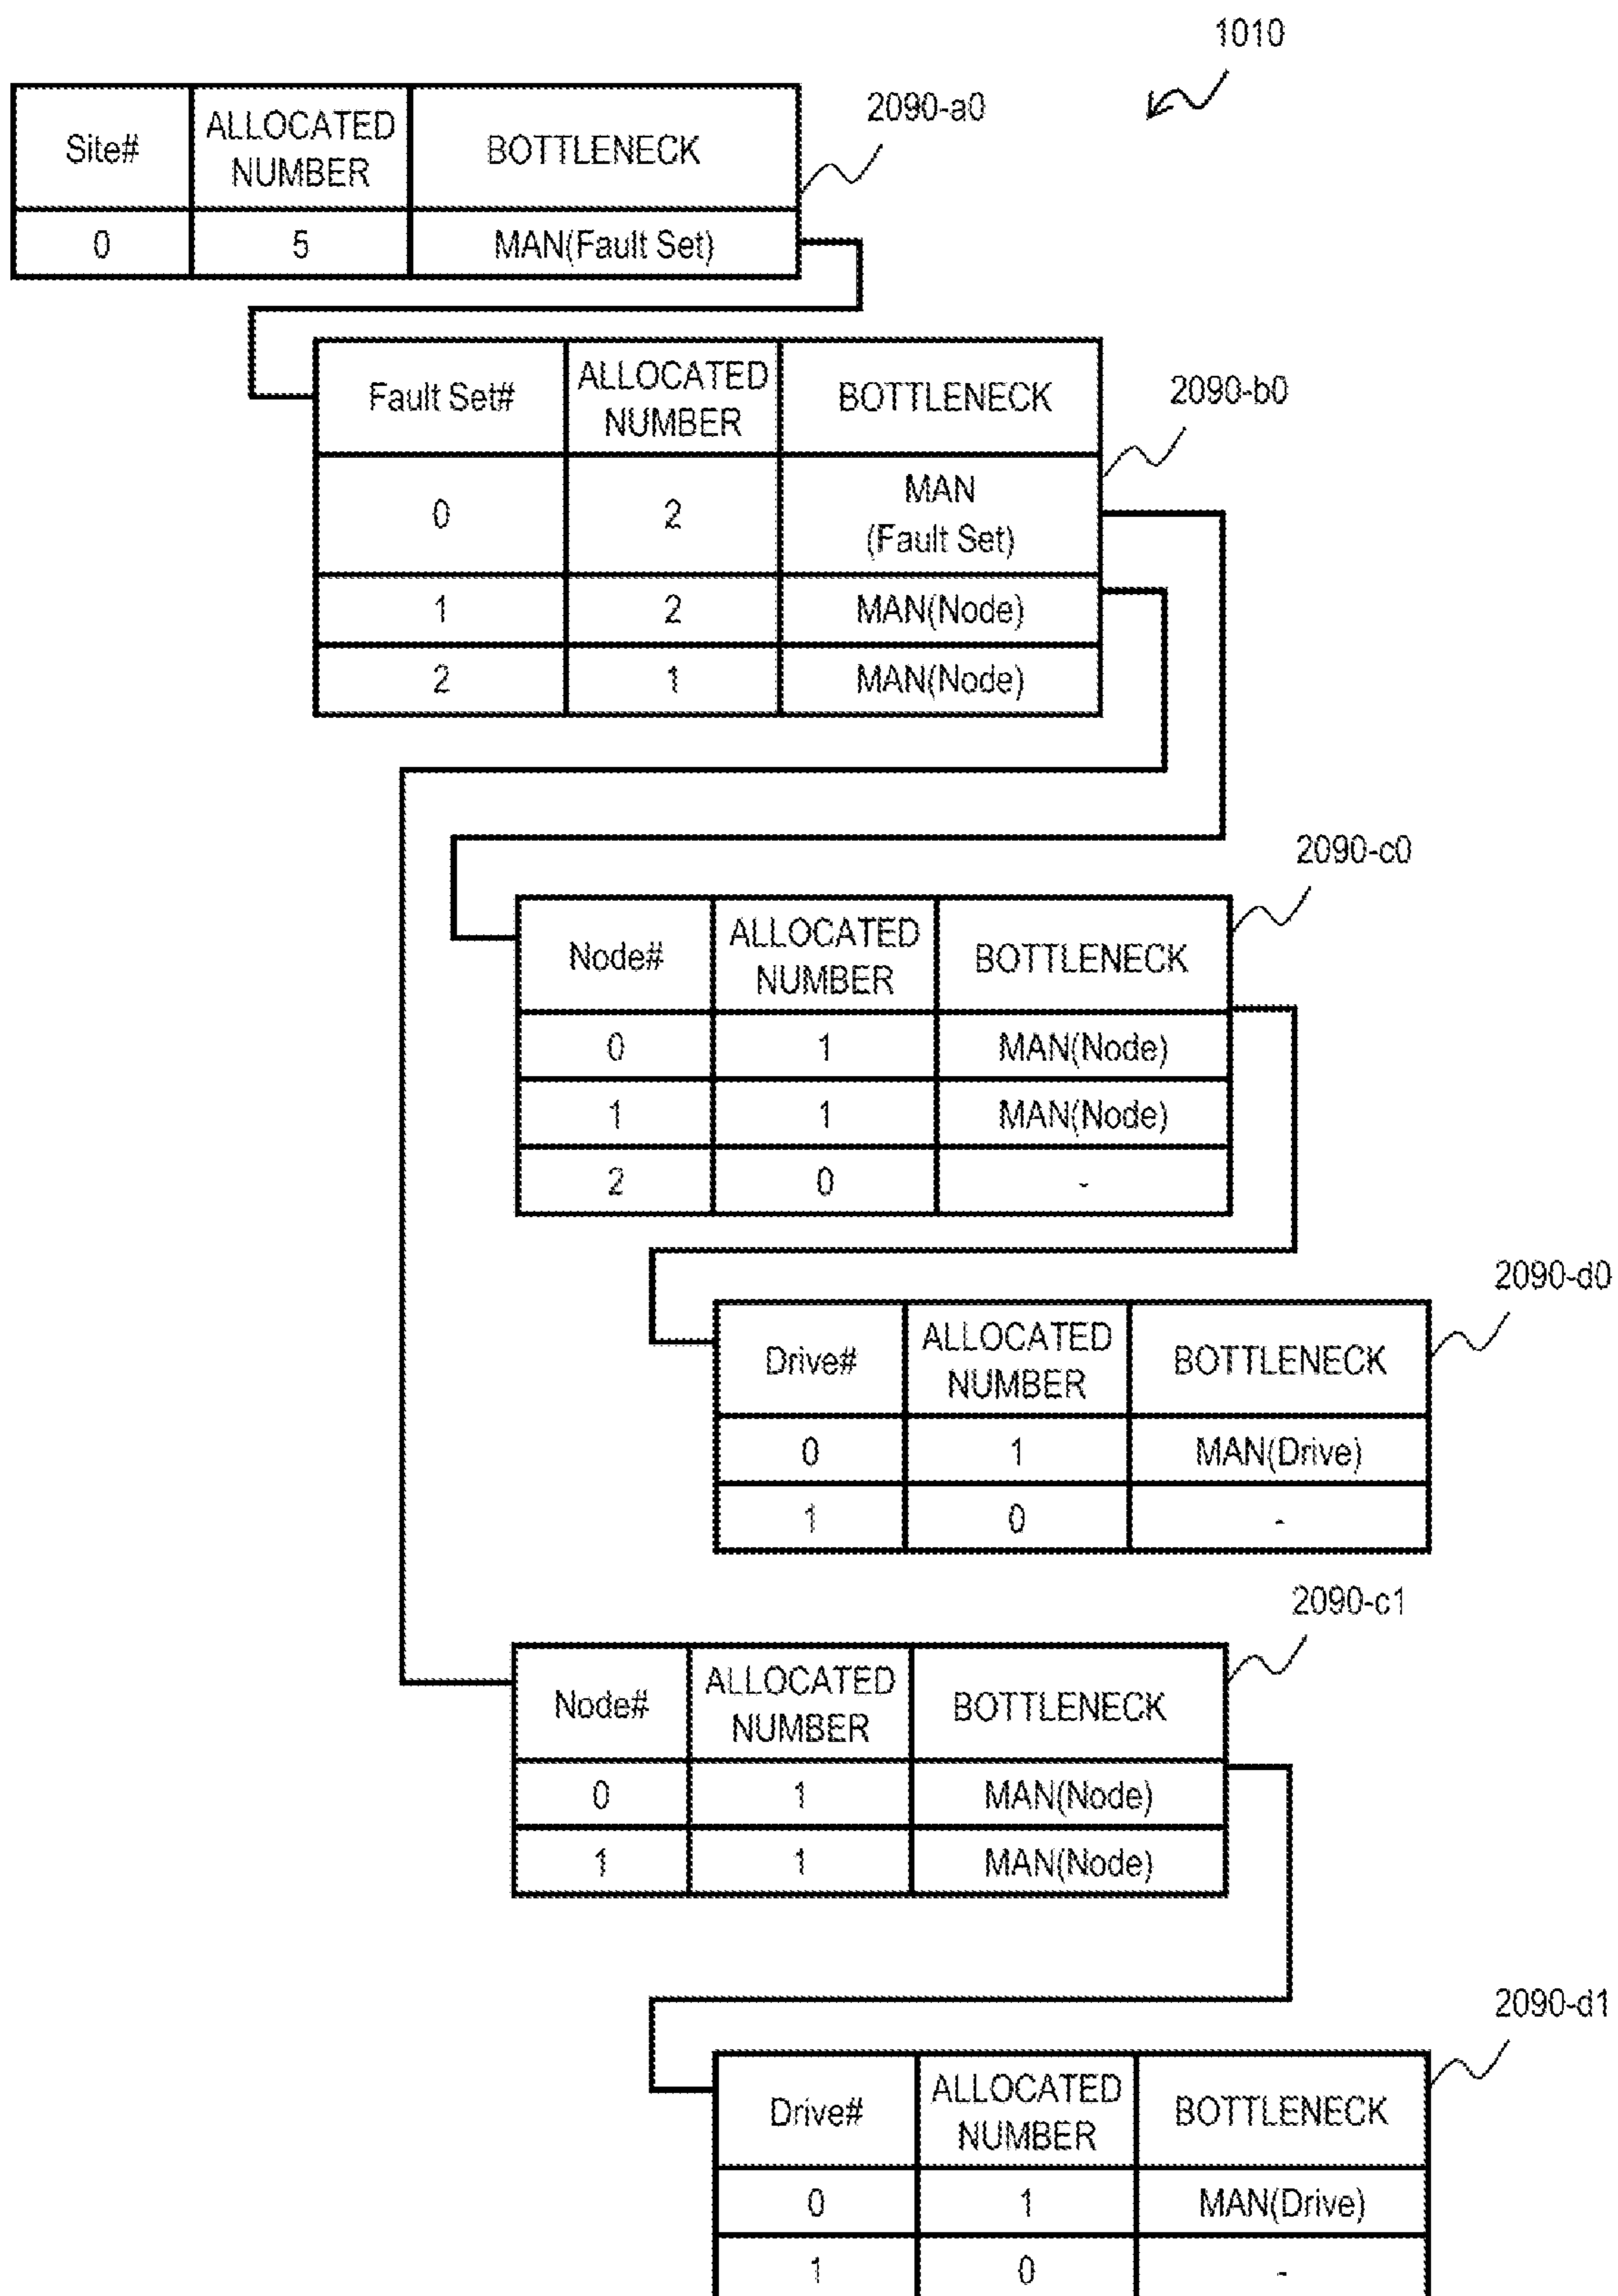 1010
2090-a0
Site# ALLOCATED NUMBER BOTTLENECK
0 5 MAN(Fault Set)
2090-b0
Fault Set# ALLOCATED NUMBER BOTTLENECK
0 2 MAN (Fault Set)
1 2 MAN(Node)
2 1 MAN(Node)
2090-c0
Node# ALLOCATED NUMBER BOTTLENECK
0 1 MAN(Node)
1 1 MAN(Node)
2 0 -
2090-d0
Drive# ALLOCATED NUMBER BOTTLENECK
0 1 MAN(Drive)
1 0 -
2090-c1
Node# ALLOCATED NUMBER BOTTLENECK
0 1 MAN(Node)
1 1 MAN(Node)
2090-d1
Drive# ALLOCATED NUMBER BOTTLENECK
0 1 MAN(Drive)
1 0 -